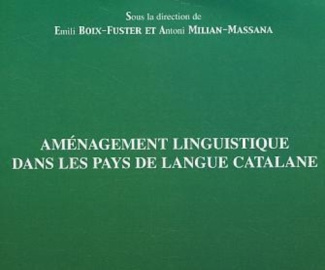 Sous la direction de
Emili BOIX-FUSTER ET Antoni MILIAN-MASSANA
AMÉNAGEMENT LINGUISTIQUE
DANS LES PAYS DE LANGUE CATALANE